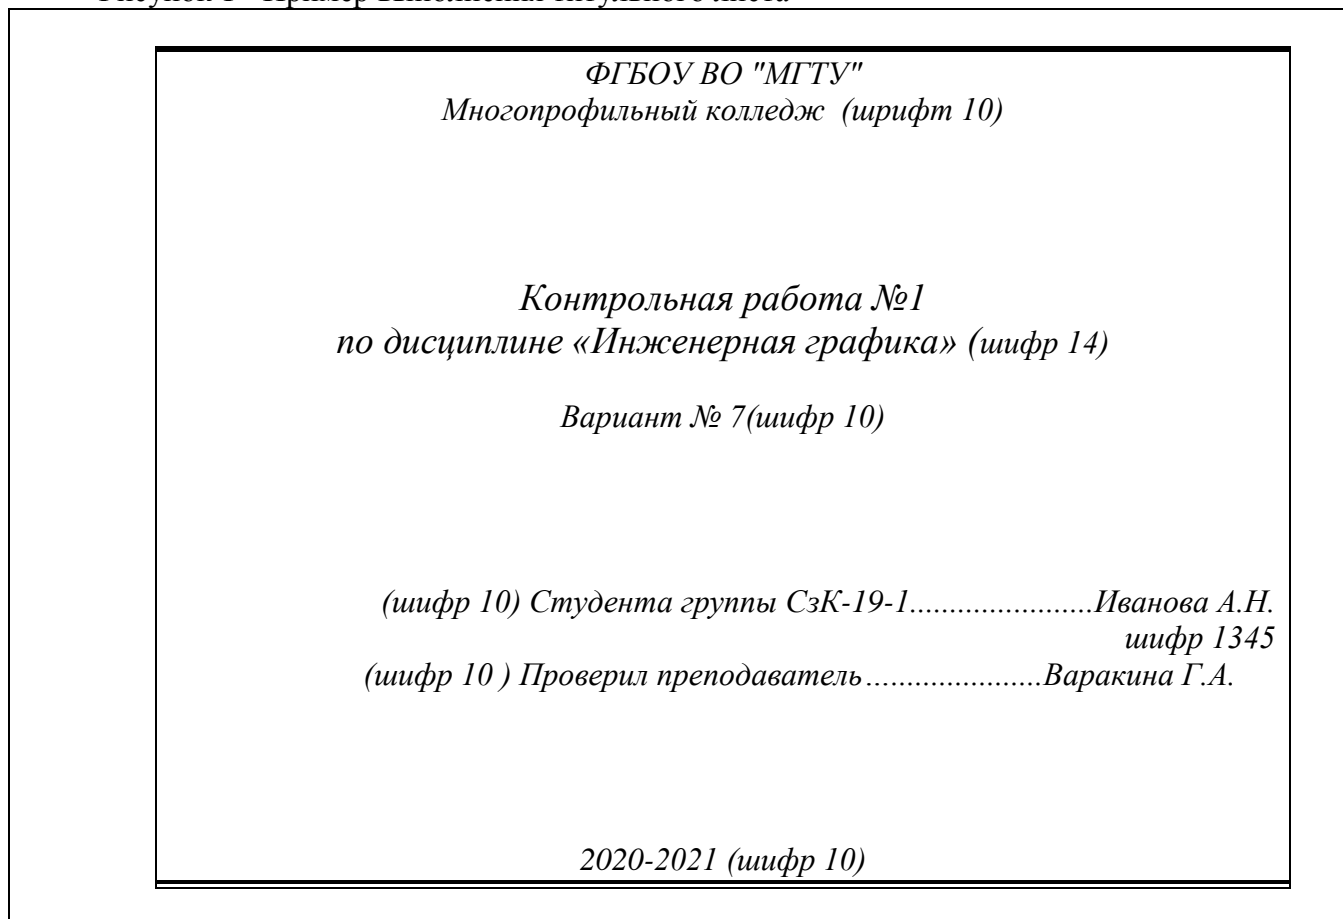 ФГБОУ ВО "МГТУ"
Многопрофильный колледж (шрифт 10)
Контрольная работа №1
по дисциплине «Инженерная графика» (шифр 14)
Вариант № 7(шифр 10)
(шифр 10) Студента группы СзК-19-1.......................Иванова А.Н.
шифр 1345
(шифр 10 ) Проверил преподаватель......................Варакина Г.А.
2020-2021 (шифр 10)